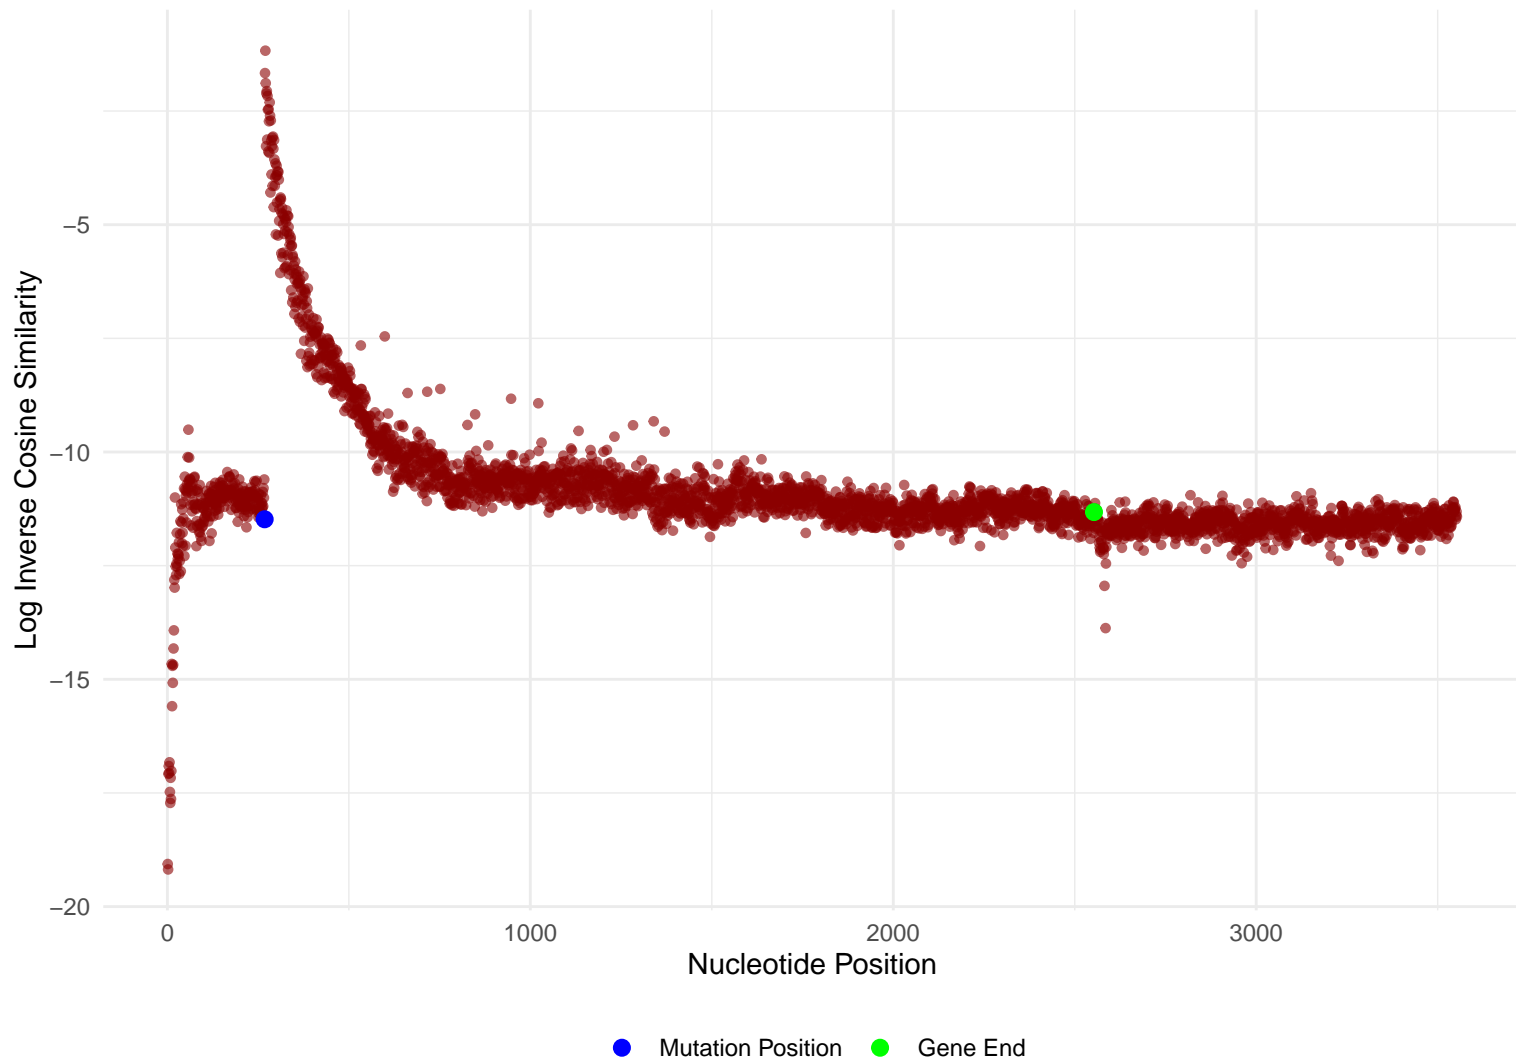 Log Inverse Cosine Similarity
−5
−10
−15
−20
0
1000
2000
3000
Nucleotide Position
Mutation Position
Gene End